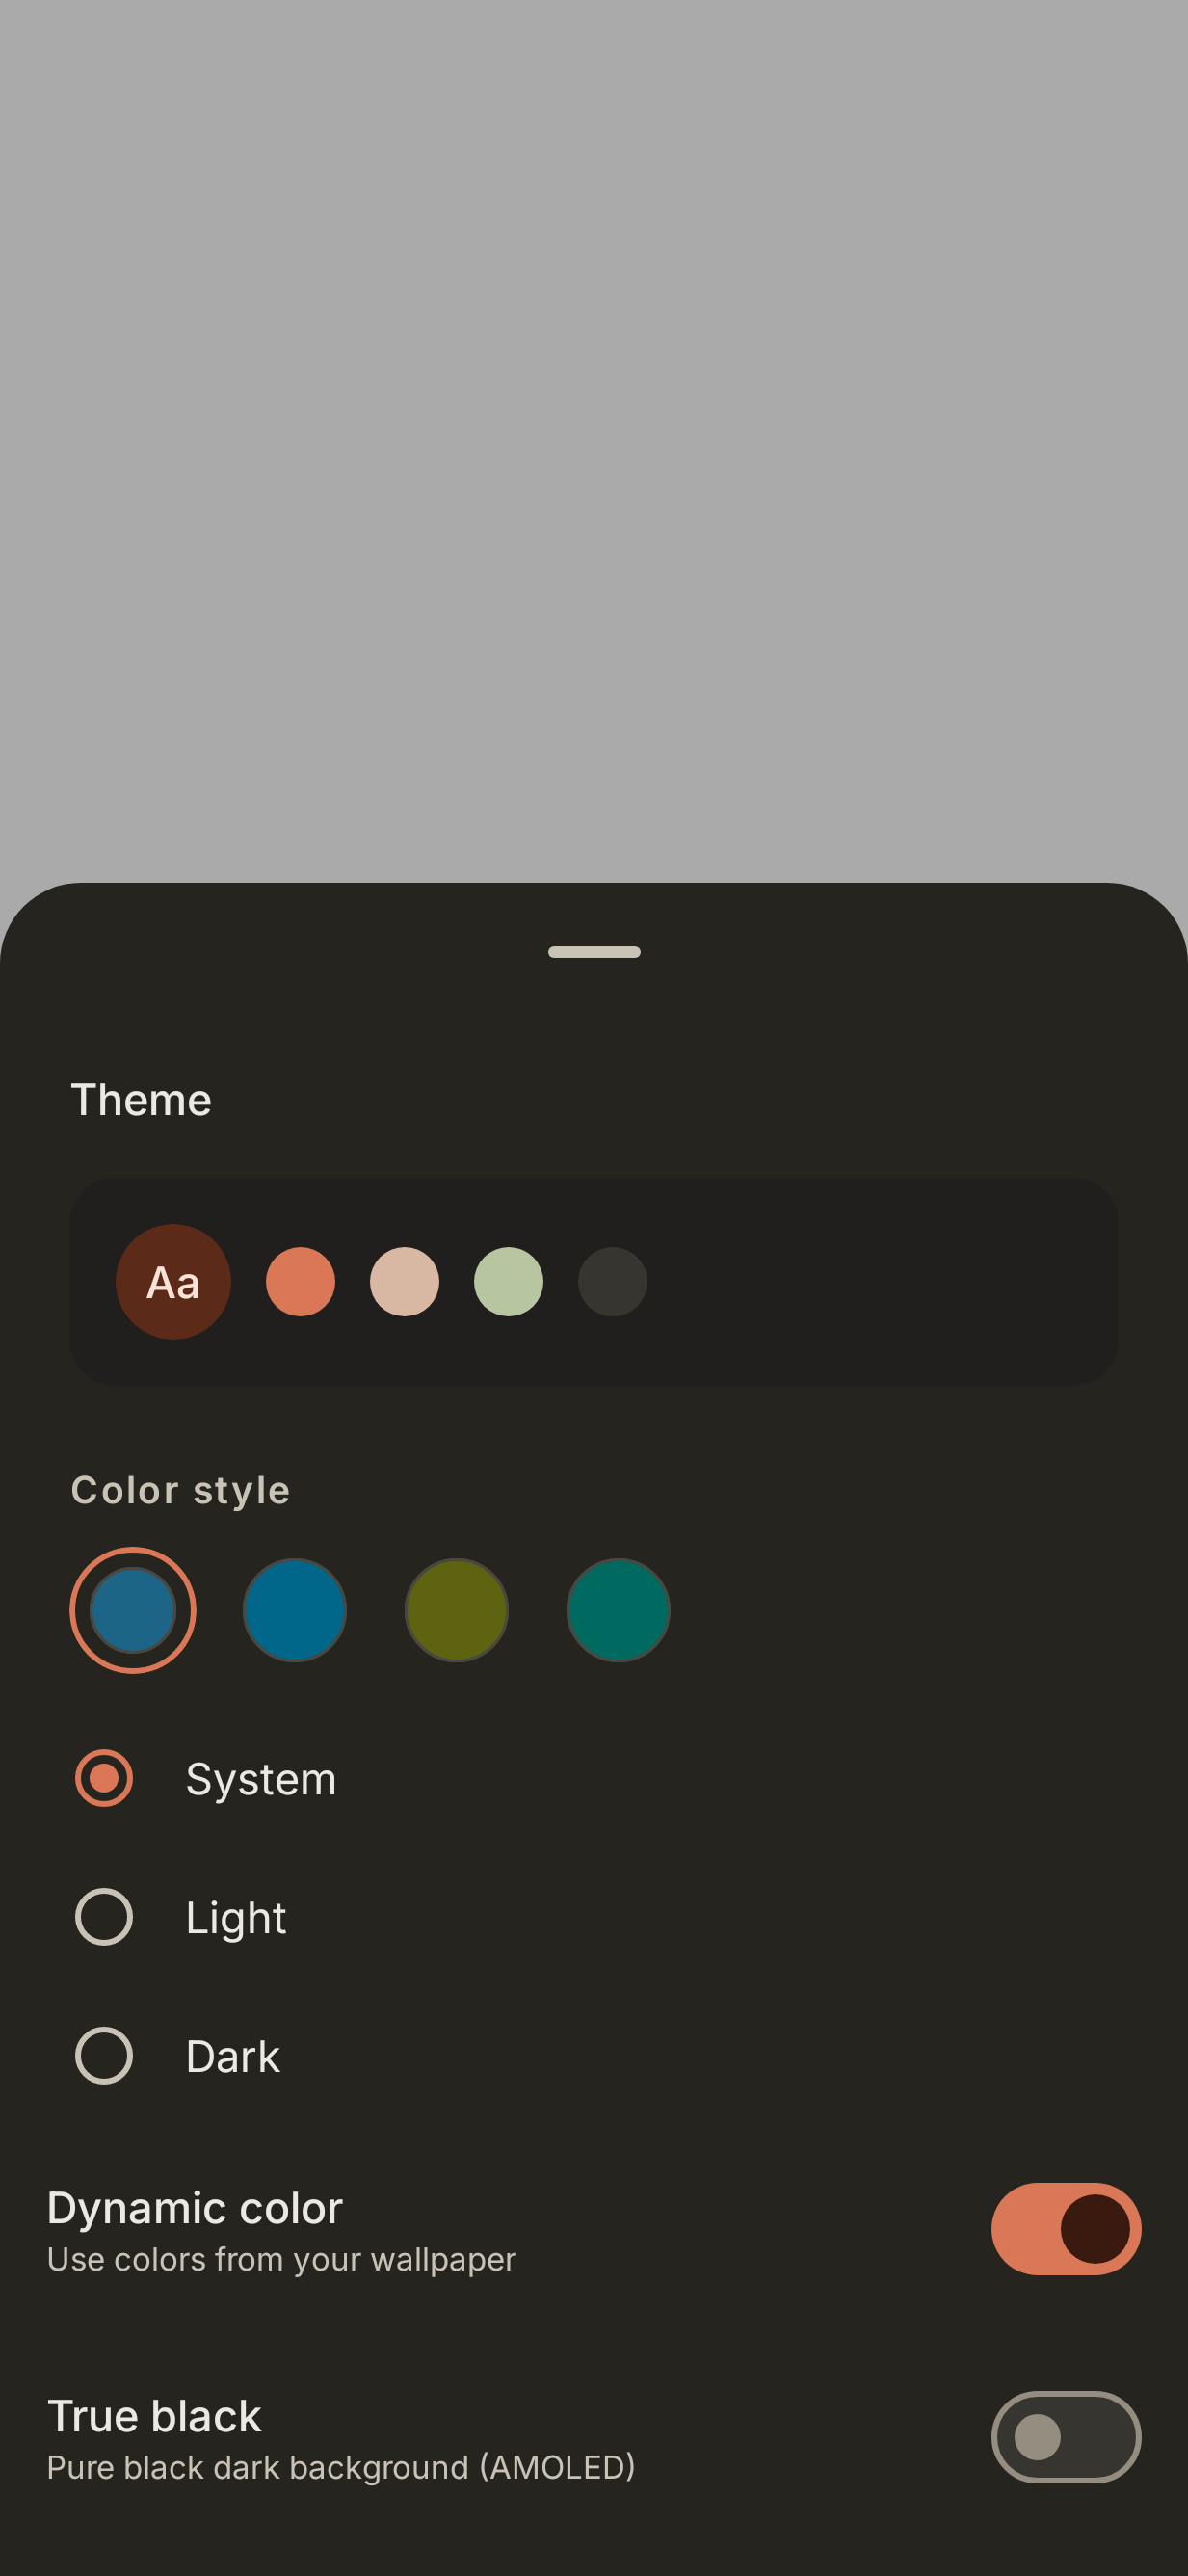 Theme
Aa
Color style
System
Light
Dark
Dynamic color
Use colors from your wallpaper
True black
Pure black dark background (AMOLED)